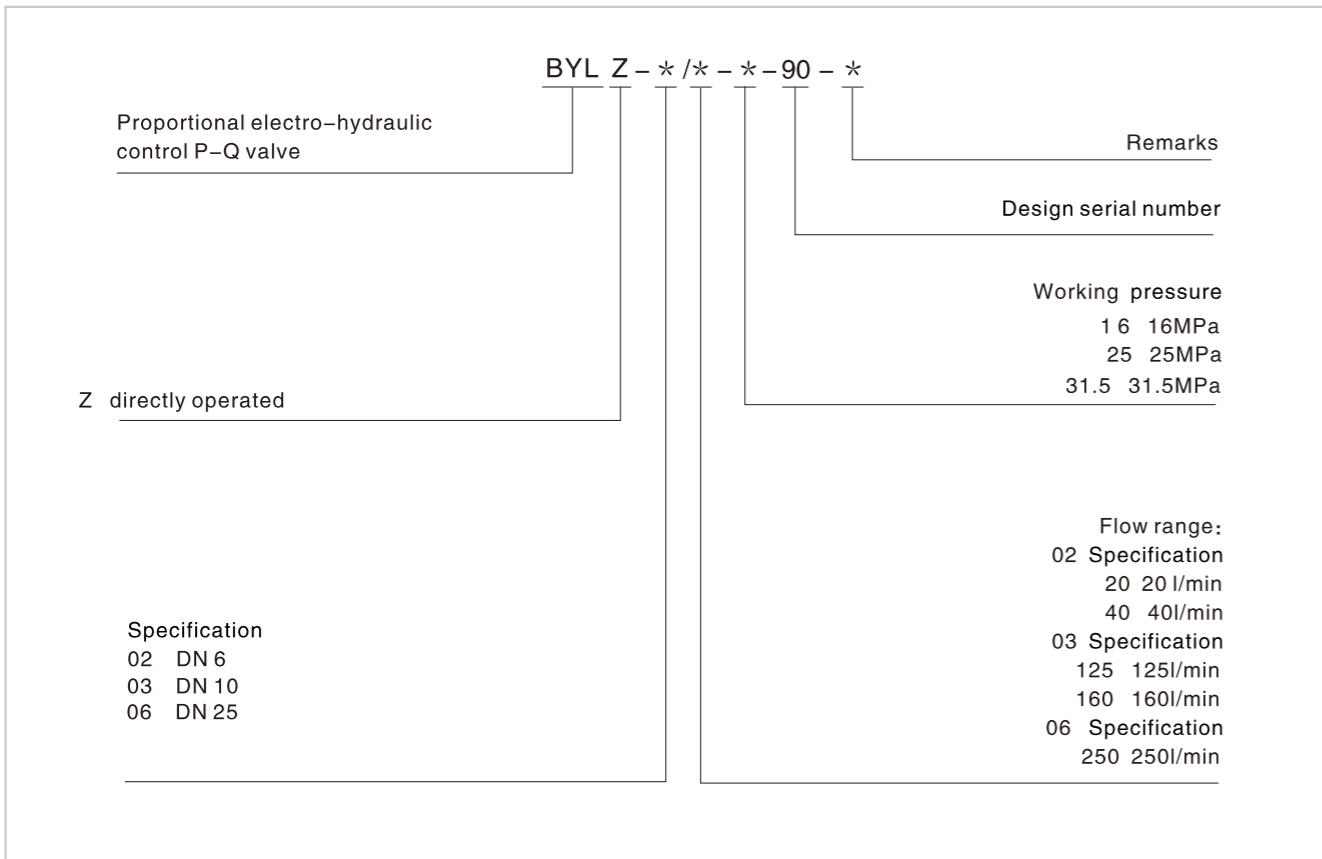 BYL Z – * /* – * – 90 – *
Proportional electro–hydraulic
control P–Q valve
Remarks
Design serial number
Working pressure
1 6 16MPa
25 25MPa
31.5 31.5MPa
Z directly operated
Flow range:
02 Specification
20 20 l/min
40 40l/min
03 Specification
125 125l/min
160 160l/min
06 Specification
250 250l/min
Specification
02 DN 6
03 DN 10
06 DN 25